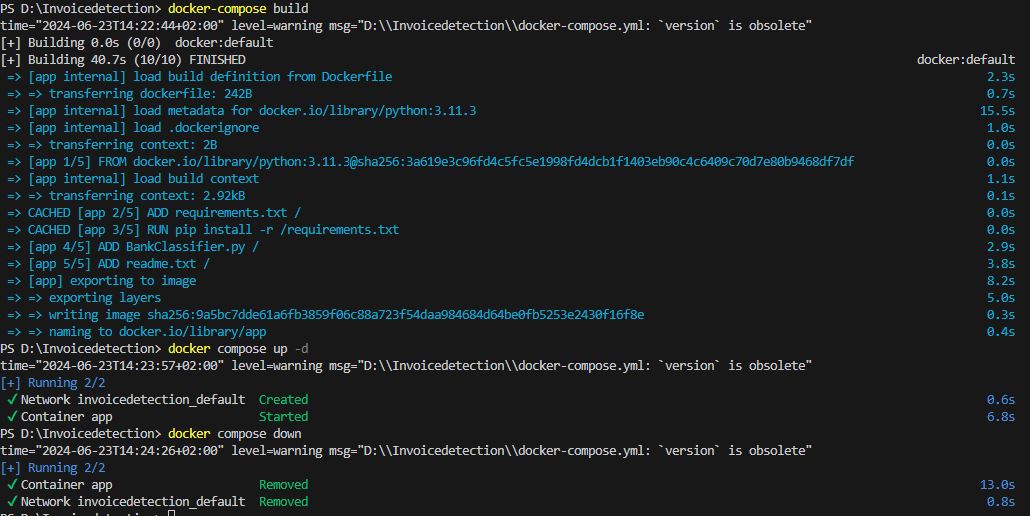 PS D:\Invoicedetection> docker-compose build
time="2024-06-23T14:22:44+02:00" level=warning msg="D:\\Invoicedetection\\docker-compose.yml: `version` is obsolete"
[+] Building 0.0s (0/0)  docker:default
[+] Building 40.7s (10/10) FINISHED docker:default
=> [app internal] load build definition from Dockerfile 2.3s
=> => transferring dockerfile: 242B 0.7s
=> [app internal] load metadata for docker.io/library/python:3.11.3 15.5s
=> [app internal] load .dockerignore 1.0s
=> => transferring context: 2B 0.0s
=> [app 1/5] FROM docker.io/library/python:3.11.3@sha256:3a619e3c96fd4c5fc5e1998fd4dcb1f1403eb90c4c6409c70d7e80b9468df7df 0.0s
=> [app internal] load build context 1.1s
=> => transferring context: 2.92kB 0.1s
=> CACHED [app 2/5] ADD requirements.txt / 0.0s
=> CACHED [app 3/5] RUN pip install -r /requirements.txt 0.0s
=> [app 4/5] ADD BankClassifier.py / 2.9s
=> [app 5/5] ADD readme.txt / 3.8s
=> [app] exporting to image 8.2s
=> => exporting layers 5.0s
=> => writing image sha256:9a5bc7dde61a6fb3859f06c88a723f54daa984684d64be0fb5253e2430f16f8e 0.3s
=> => naming to docker.io/library/app 0.4s
PS D:\Invoicedetection> docker compose up -d
time="2024-06-23T14:23:57+02:00" level=warning msg="D:\\Invoicedetection\\docker-compose.yml: `version` is obsolete"
[+] Running 2/2
✔ Network invoicedetection_default  Created 0.6s
✔ Container app  Started 6.8s
PS D:\Invoicedetection> docker compose down
time="2024-06-23T14:24:26+02:00" level=warning msg="D:\\Invoicedetection\\docker-compose.yml: `version` is obsolete"
[+] Running 2/2
✔ Container app  Removed 13.0s
✔ Network invoicedetection_default  Removed 0.8s
PS D:\Invoicedetection>